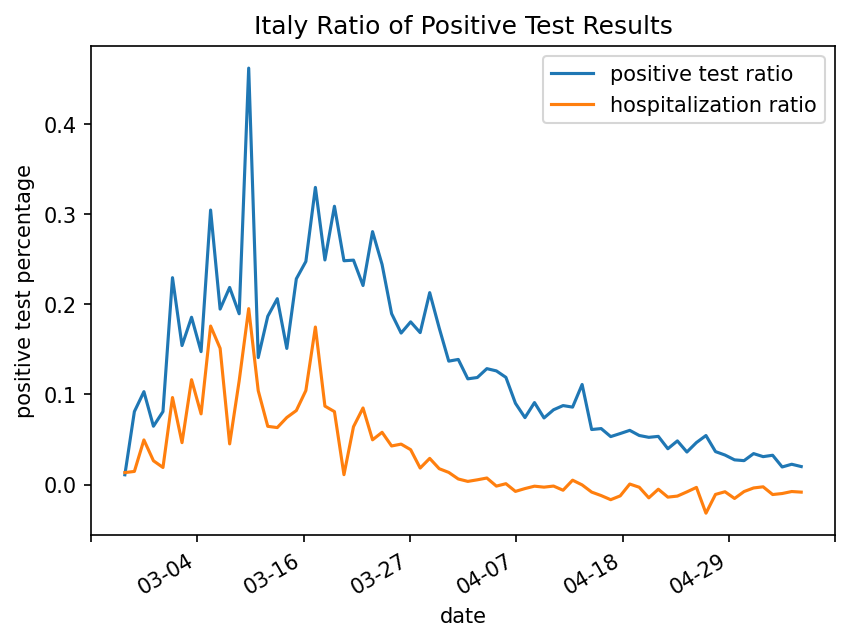 Italy Ratio of Positive Test Results
positive test ratio
hospitalization ratio
positive test percentage
0.4
0.3
0.2
0.1
0.0
03-04
03-16
03-27
04-07
04-18
04-29
date